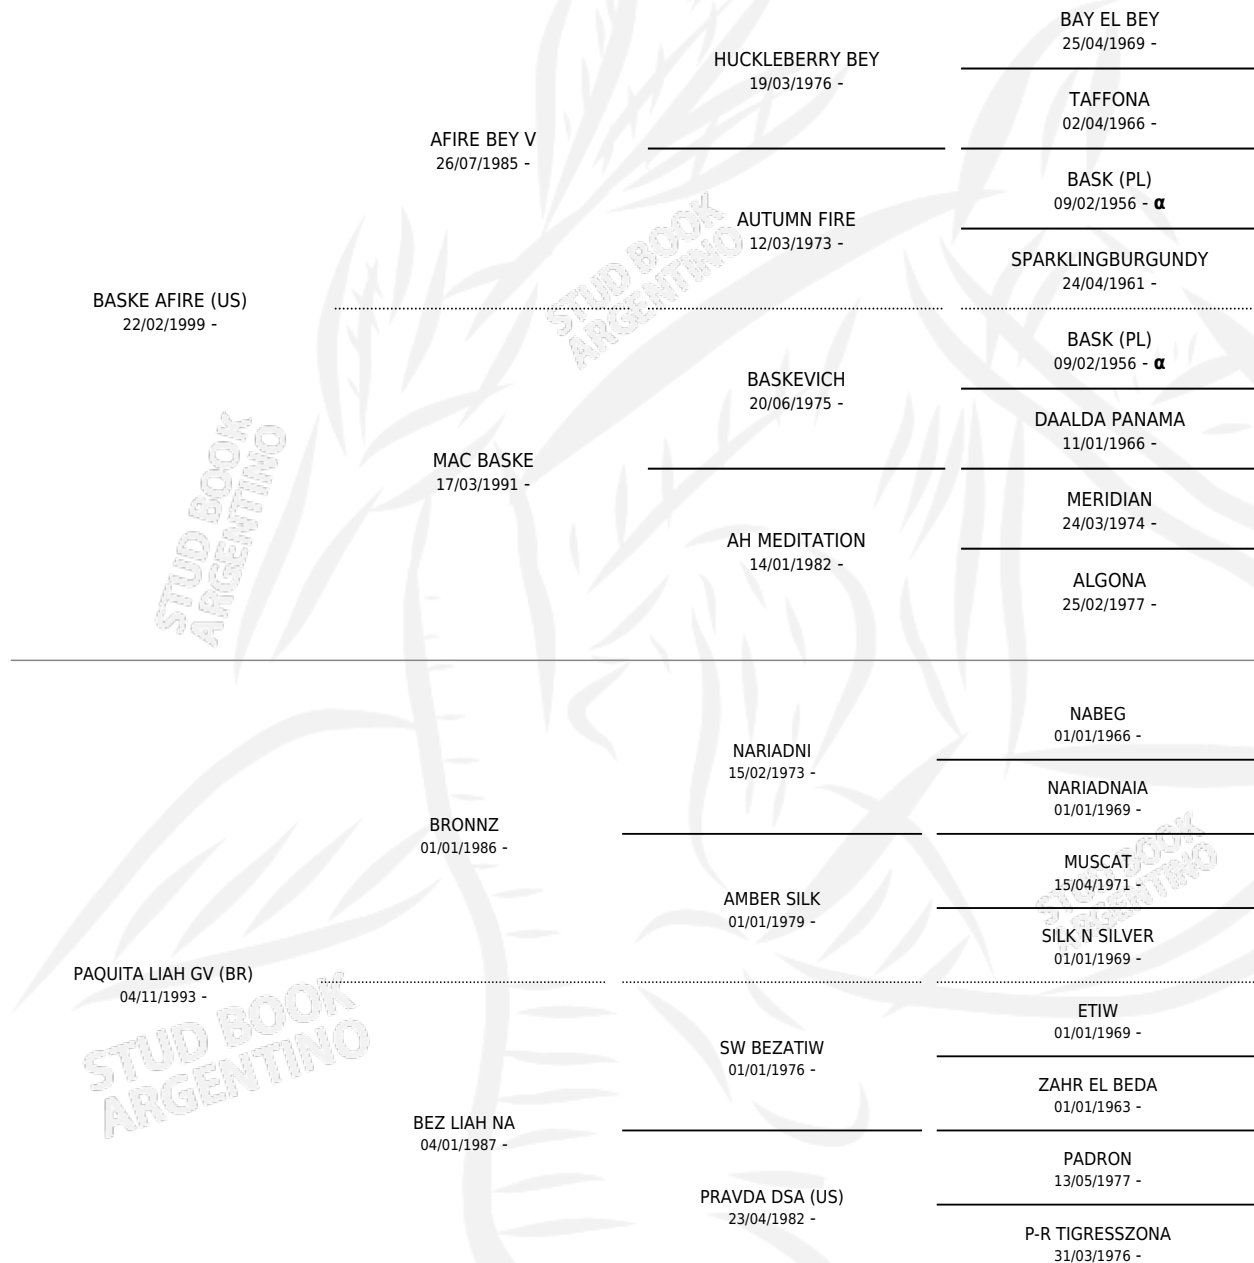 BAY EL BEY
25/04/1969 -
HUCKLEBERRY BEY
19/03/1976 -
TAFFONA
02/04/1966 -
AFIRE BEY V
26/07/1985 -
BASK (PL)
09/02/1956 - α
AUTUMN FIRE
12/03/1973 -
SPARKLINGBURGUNDY
24/04/1961 -
BASKE AFIRE (US)
22/02/1999 -
BASK (PL)
09/02/1956 - α
BASKEVICH
20/06/1975 -
DAALDA PANAMA
11/01/1966 -
MAC BASKE
17/03/1991 -
MERIDIAN
24/03/1974 -
AH MEDITATION
14/01/1982 -
ALGONA
25/02/1977 -
NABEG
01/01/1966 -
NARIADNI
15/02/1973 -
NARIADNAIA
01/01/1969 -
BRONNZ
01/01/1986 -
MUSCAT
15/04/1971 -
AMBER SILK
01/01/1979 -
SILK N SILVER
01/01/1969 -
PAQUITA LIAH GV (BR)
04/11/1993 -
ETIW
01/01/1969 -
SW BEZATIW
01/01/1976 -
ZAHR EL BEDA
01/01/1963 -
BEZ LIAH NA
04/01/1987 -
PADRON
13/05/1977 -
PRAVDA DSA (US)
23/04/1982 -
P-R TIGRESSZONA
31/03/1976 -
STUD BOOK
ARGENTINO
STUD BOOK
ARGENTINO
STUD BOOK
ARGENTINO
STUD BOOK
ARGENTINO